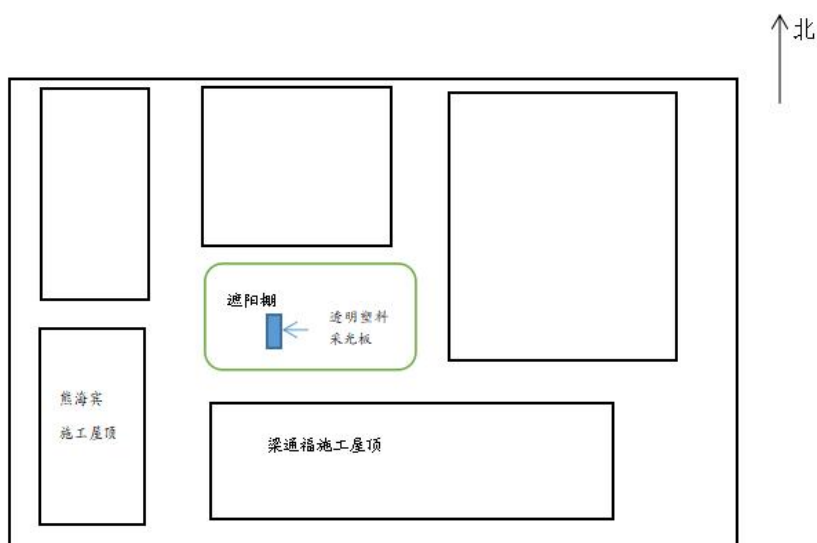 北
遮阳棚
透明塑料
采光板
熊海宾
施工屋顶
梁通福施工屋顶